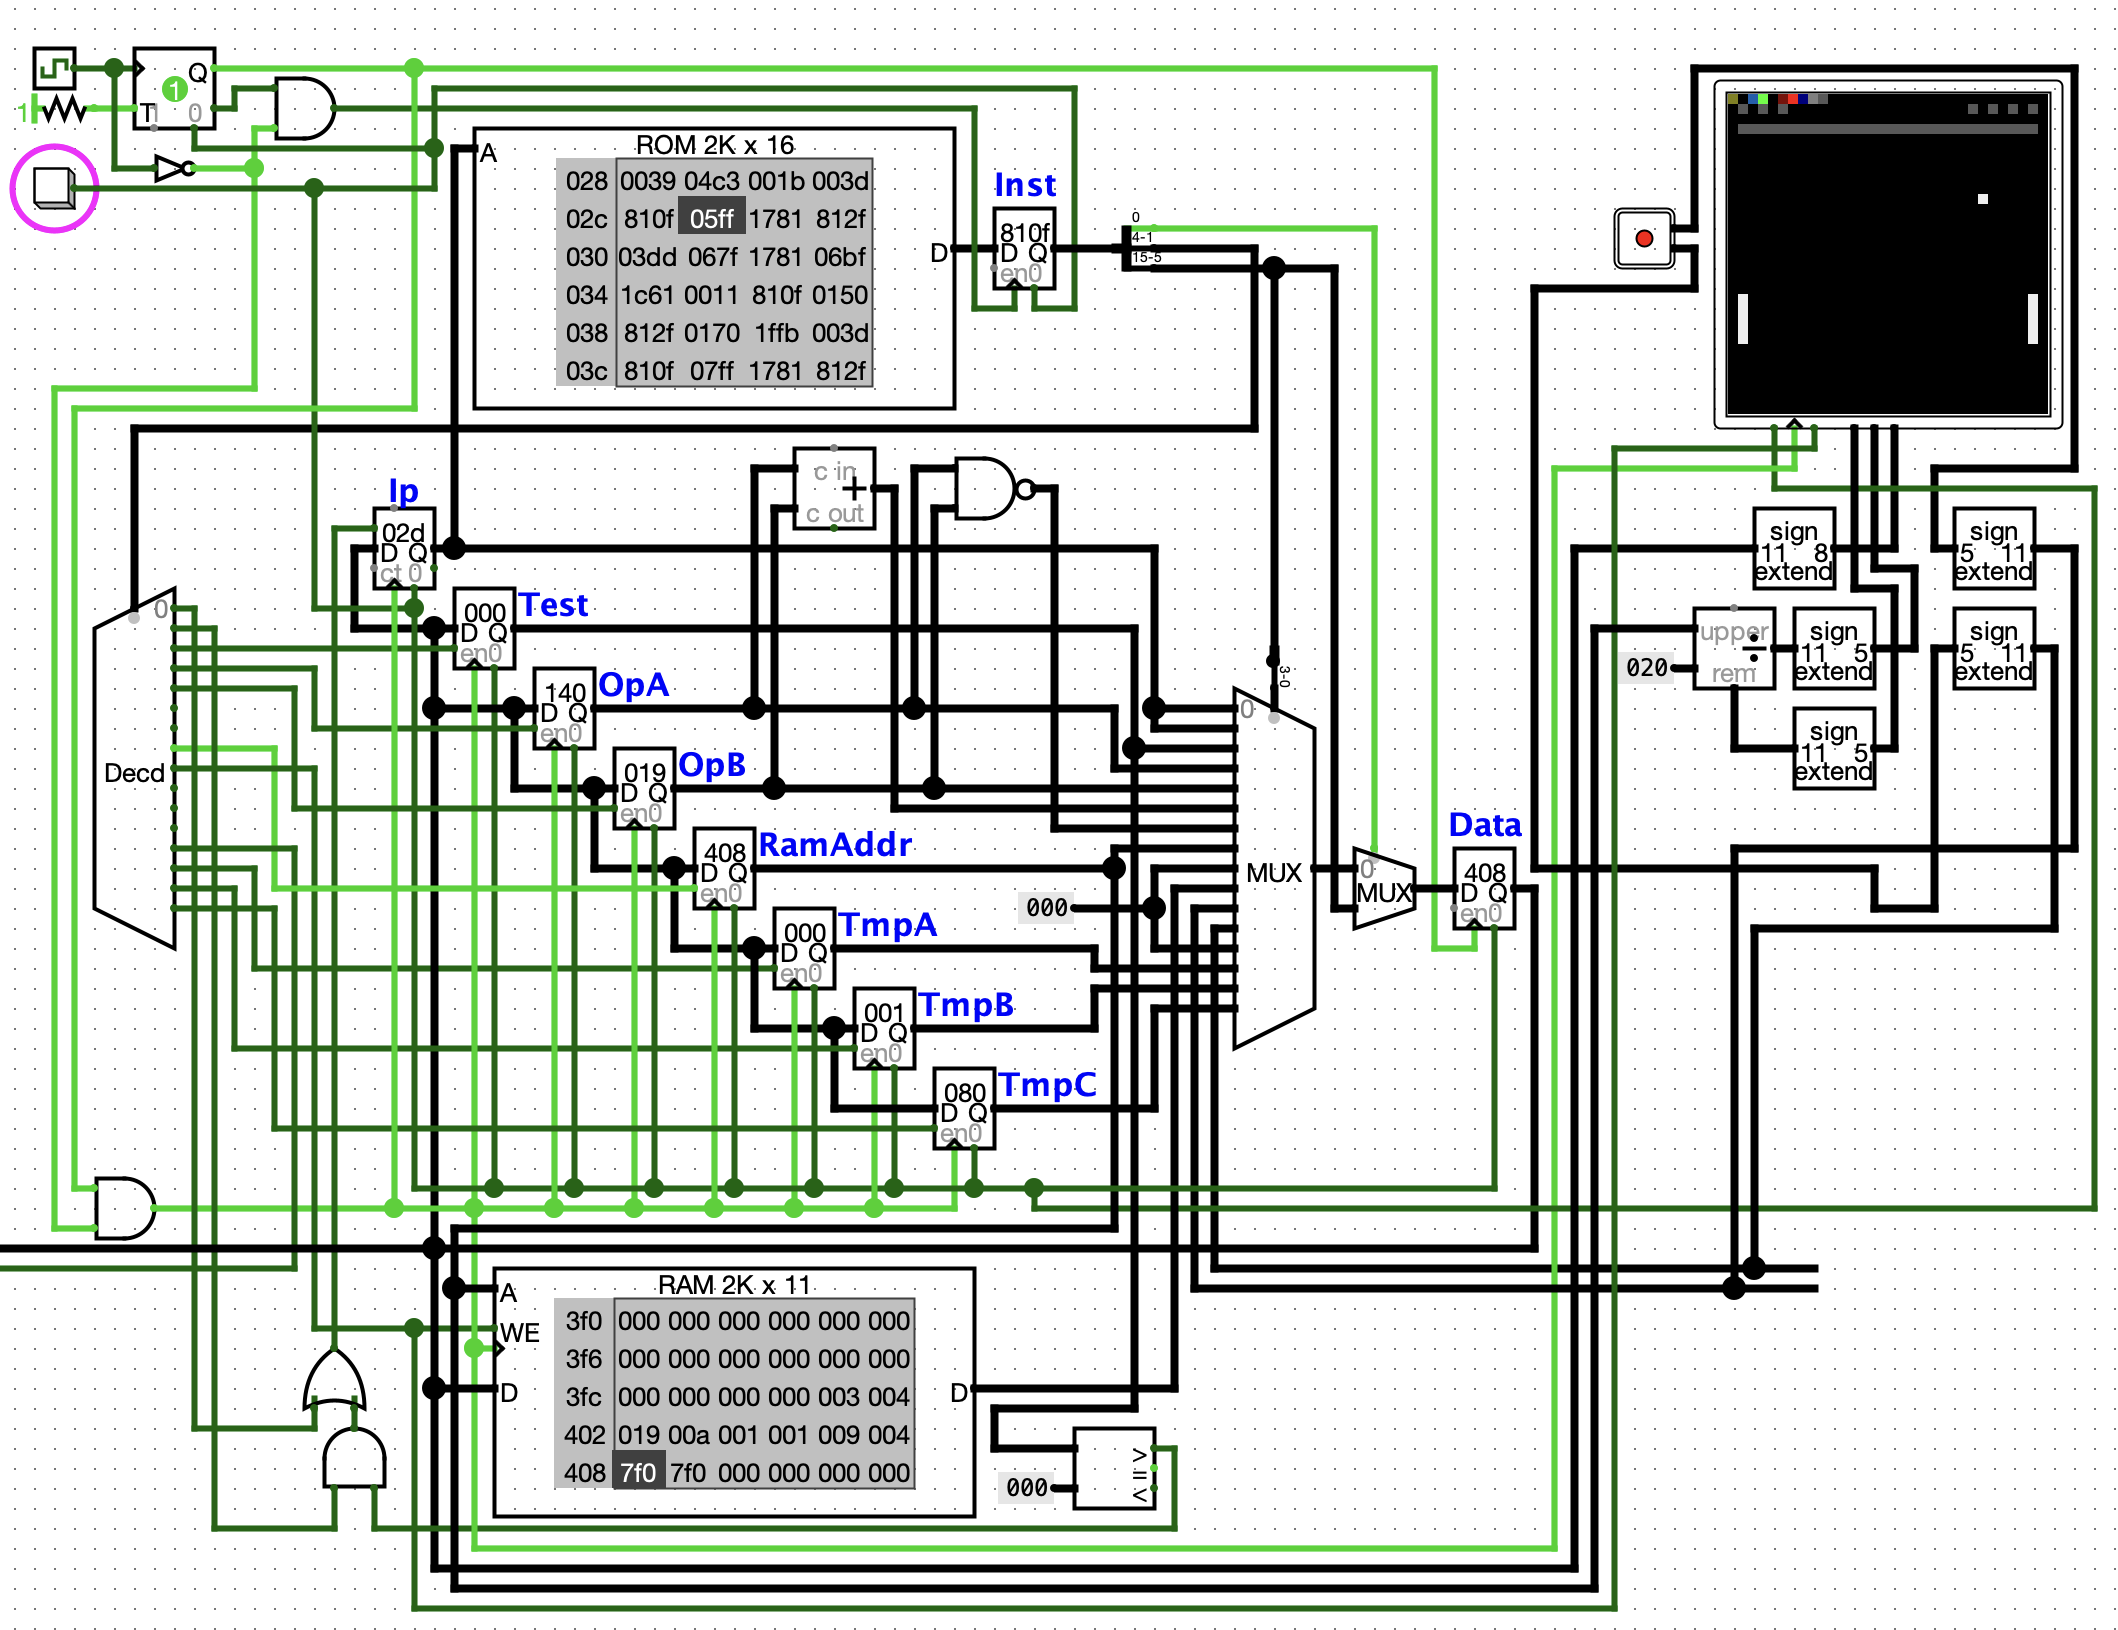 Q
1
1
T 0
ROM 2K x 16
A
028 0039 04c3 001b 003d
02c 810f 05ff 1781 812f
030 03dd 067f 1781 06bf
034 1c61 0011 810f 0150
038 812f 0170 1ffb 003d
03c 810f 07ff 1781 812f
D
Inst
810f
D Q
en0
0
4-1
15-5
Ip
02d
D Q
ct 0
c in
+
c out
Test
000
D Q
en0
OpA
140
D Q
en0
OpB
019
D Q
en0
RamAddr
408
D Q
en0
TmpA
000
D Q
en0
TmpB
001
D Q
en0
TmpC
080
D Q
en0
0
Decd
3-0
0
MUX
000
0
MUX
Data
408
D Q
en0
sign
11 8
extend
sign
5 11
extend
upper
÷
rem
020
sign
11 5
extend
sign
5 11
extend
sign
11 5
extend
RAM 2K x 11
A
WE
D
3f0 000 000 000 000 000 000
3f6 000 000 000 000 000 000
3fc 000 000 000 000 003 004
402 019 00a 001 001 009 004
408 7f0 7f0 000 000 000 000
D
>
=
<
000